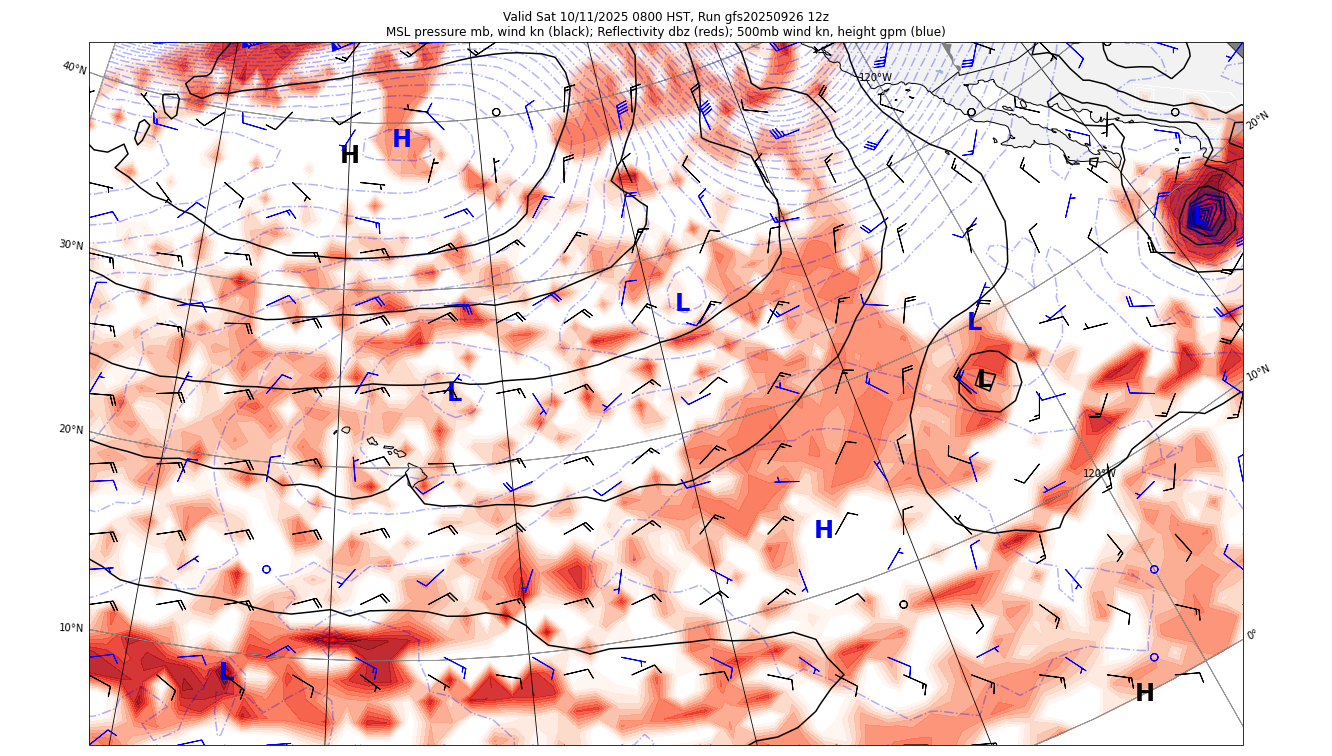 Valid Sat 10/11/2025 0800 HST, Run gfs20250926 12z
MSL pressure mb, wind kn (black); Reflectivity dbz (reds); 500mb wind kn, height gpm (blue)
40°N
120°W
20°N
H
H
L
30°N
L
L
L
10°N
L
20°N
120°W
H
10°N
0°
L
H